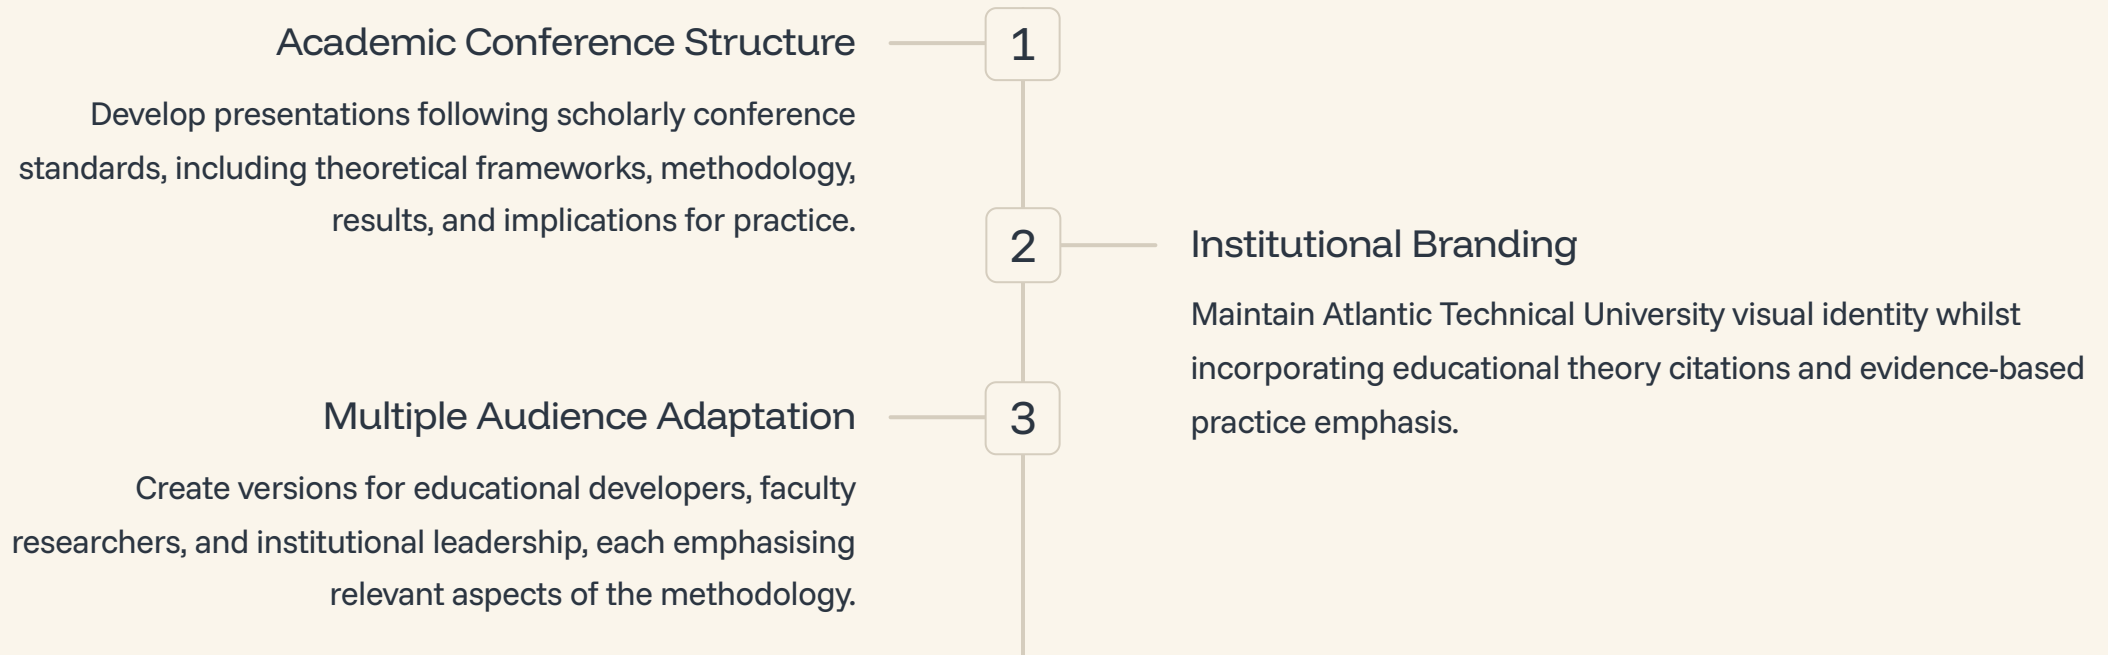 Academic Conference Structure
1
Develop presentations following scholarly conference
standards, including theoretical frameworks, methodology,
results, and implications for practice.
2
Institutional Branding
Maintain Atlantic Technical University visual identity whilst
incorporating educational theory citations and evidence-based
practice emphasis.
Multiple Audience Adaptation
3
Create versions for educational developers, faculty
researchers, and institutional leadership, each emphasising
relevant aspects of the methodology.